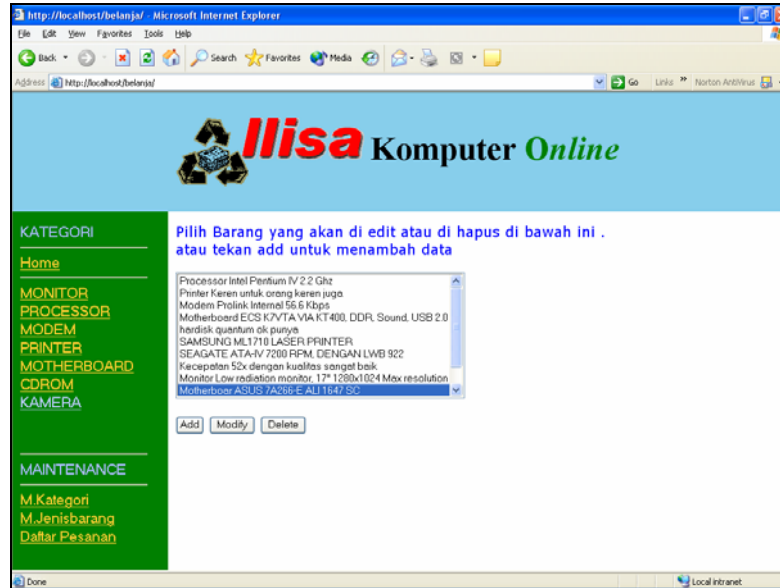 http://localhost/belanja/ - Microsoft Internet Explorer
File Edit View Favorites Tools Help
Back Search Favorites Media
Address http://localhost/belanja/ Go Links » Norton AntiVirus
llisa Komputer Online
KATEGORI
Home
MONITOR
PROCESSOR
MODEM
PRINTER
MOTHERBOARD
CDROM
KAMERA
MAINTENANCE
M.Kategori
M.Jenisbarang
Daftar Pesanan
Pilih Barang yang akan di edit atau di hapus di bawah ini .
atau tekan add untuk menambah data
Processor Intel Pentium IV 2.2 Ghz
Printer Keren untuk orang keren juga
Modem Prolink Internal 56.6 Kbps
Motherboard ECS K7VTA VIA KT400, DDR, Sound, USB 2.0
hardisk quantum ok punya
SAMSUNG ML1710 LASER PRINTER
SEAGATE ATA-IV 7200 RPM, DENGAN LWB 922
Kecepatan 52x dengan kualitas sangat baik
Monitor Low radiation monitor, 17" 1280x1024 Max resolution
Motherboar ASUS 7A266-E ALI 1647 SC
Add Modify Delete
Done Local intranet